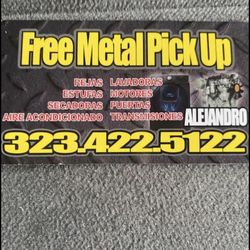 Free Metal Pick Up
REJAS LAVADORAS
ESTUFAS MOTORES
SECADORAS PUERTAS
AIRE ACONDICIONADO TRANSMISIONES
ALEJANDRO
323.422.5122